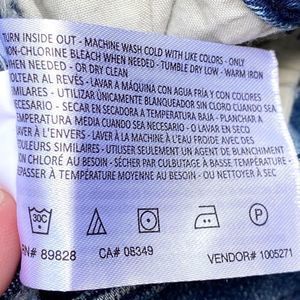 TURN INSIDE OUT - MACHINE WASH COLD WITH LIKE COLORS - ONLY
NON-CHLORINE BLEACH WHEN NEEDED - TUMBLE DRY LOW - WARM IRON
WHEN NEEDED - OR DRY CLEAN
VOLTEAR AL REVÉS - LAVAR A MÁQUINA CON AGUA FRÍA Y CON COLORES
SIMILARES - UTILIZAR ÚNICAMENTE BLANQUEADOR SIN CLORO CUANDO SEA
NECESARIO - SECAR EN SECADORA A TEMPERATURA BAJA - PLANCHAR A
TEMPERATURA MEDIA CUANDO SEA NECESARIO - O LAVAR EN SECO
LAVER À L'ENVERS - LAVER À LA MACHINE À L'EAU FROIDE AVEC DES
COULEURS SIMILAIRES - UTILISER SEULEMENT UN AGENT DE BLANCHIMENT
NON CHLORÉ AU BESOIN - SÉCHER PAR CULBUTAGE À BASSE TEMPÉRATURE -
REPASSER À TEMPÉRATURE MOYENNE AU BESOIN - OU NETTOYER À SEC
30C P
RN# 89828 CA# 08349 VENDOR# 1005271